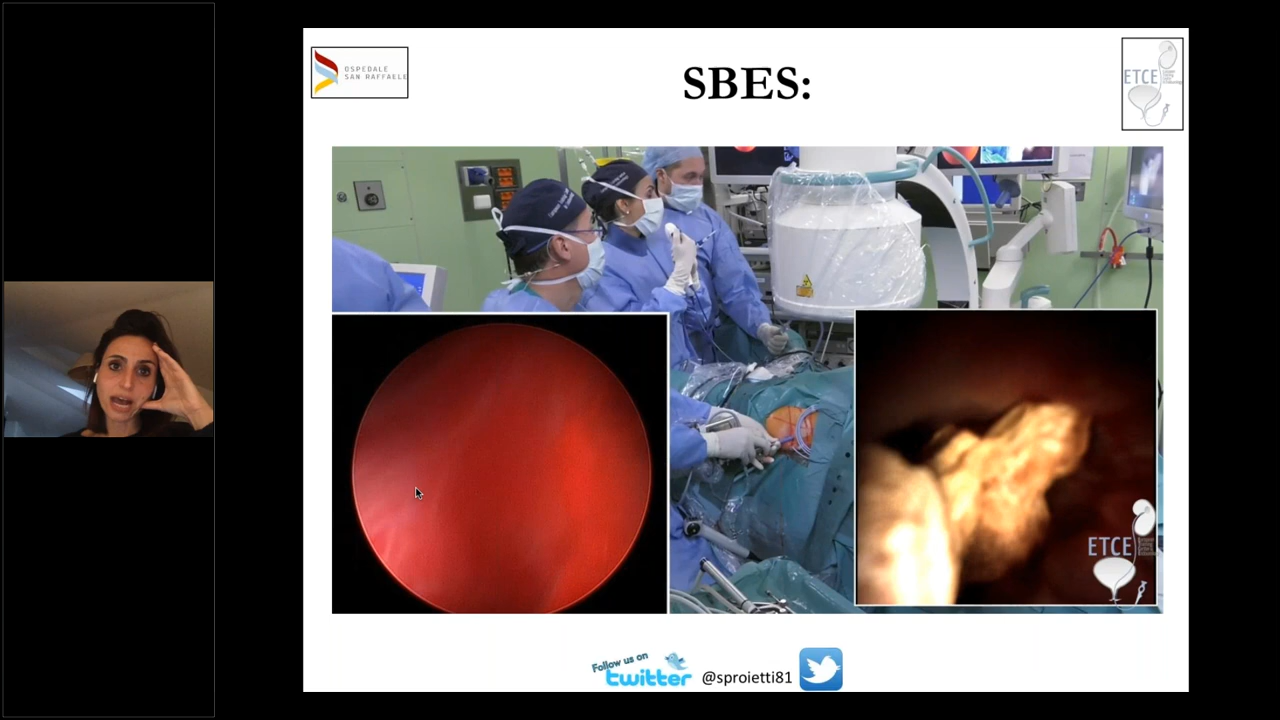 OSPEDALE
SAN RAFFAELE
SBES:
ETCE
ETCE
Follow us on
twitter
@sproietti81